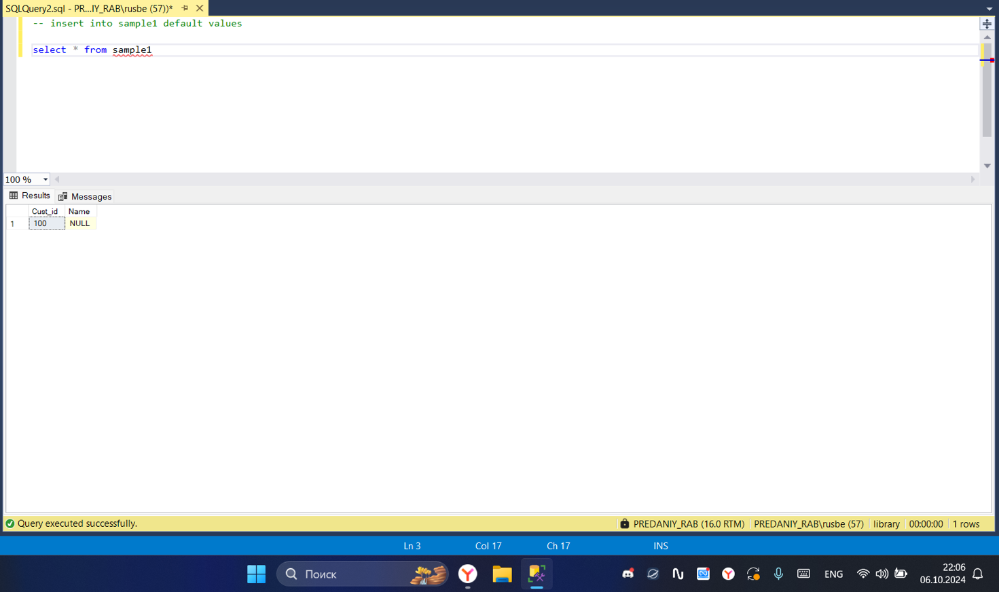 SQLQuery2.sql - PR...IY_RAB\rusbe (57))*
-- insert into sample1 default values
select * from sample1
100 %
Results Messages
Cust_id Name
1 100 NULL
Query executed successfully. PREDANIY_RAB (16.0 RTM) PREDANIY_RAB\rusbe (57) library 00:00:00 1 rows
Ln 3 Col 17 Ch 17 INS
Поиск ENG 22:06
06.10.2024